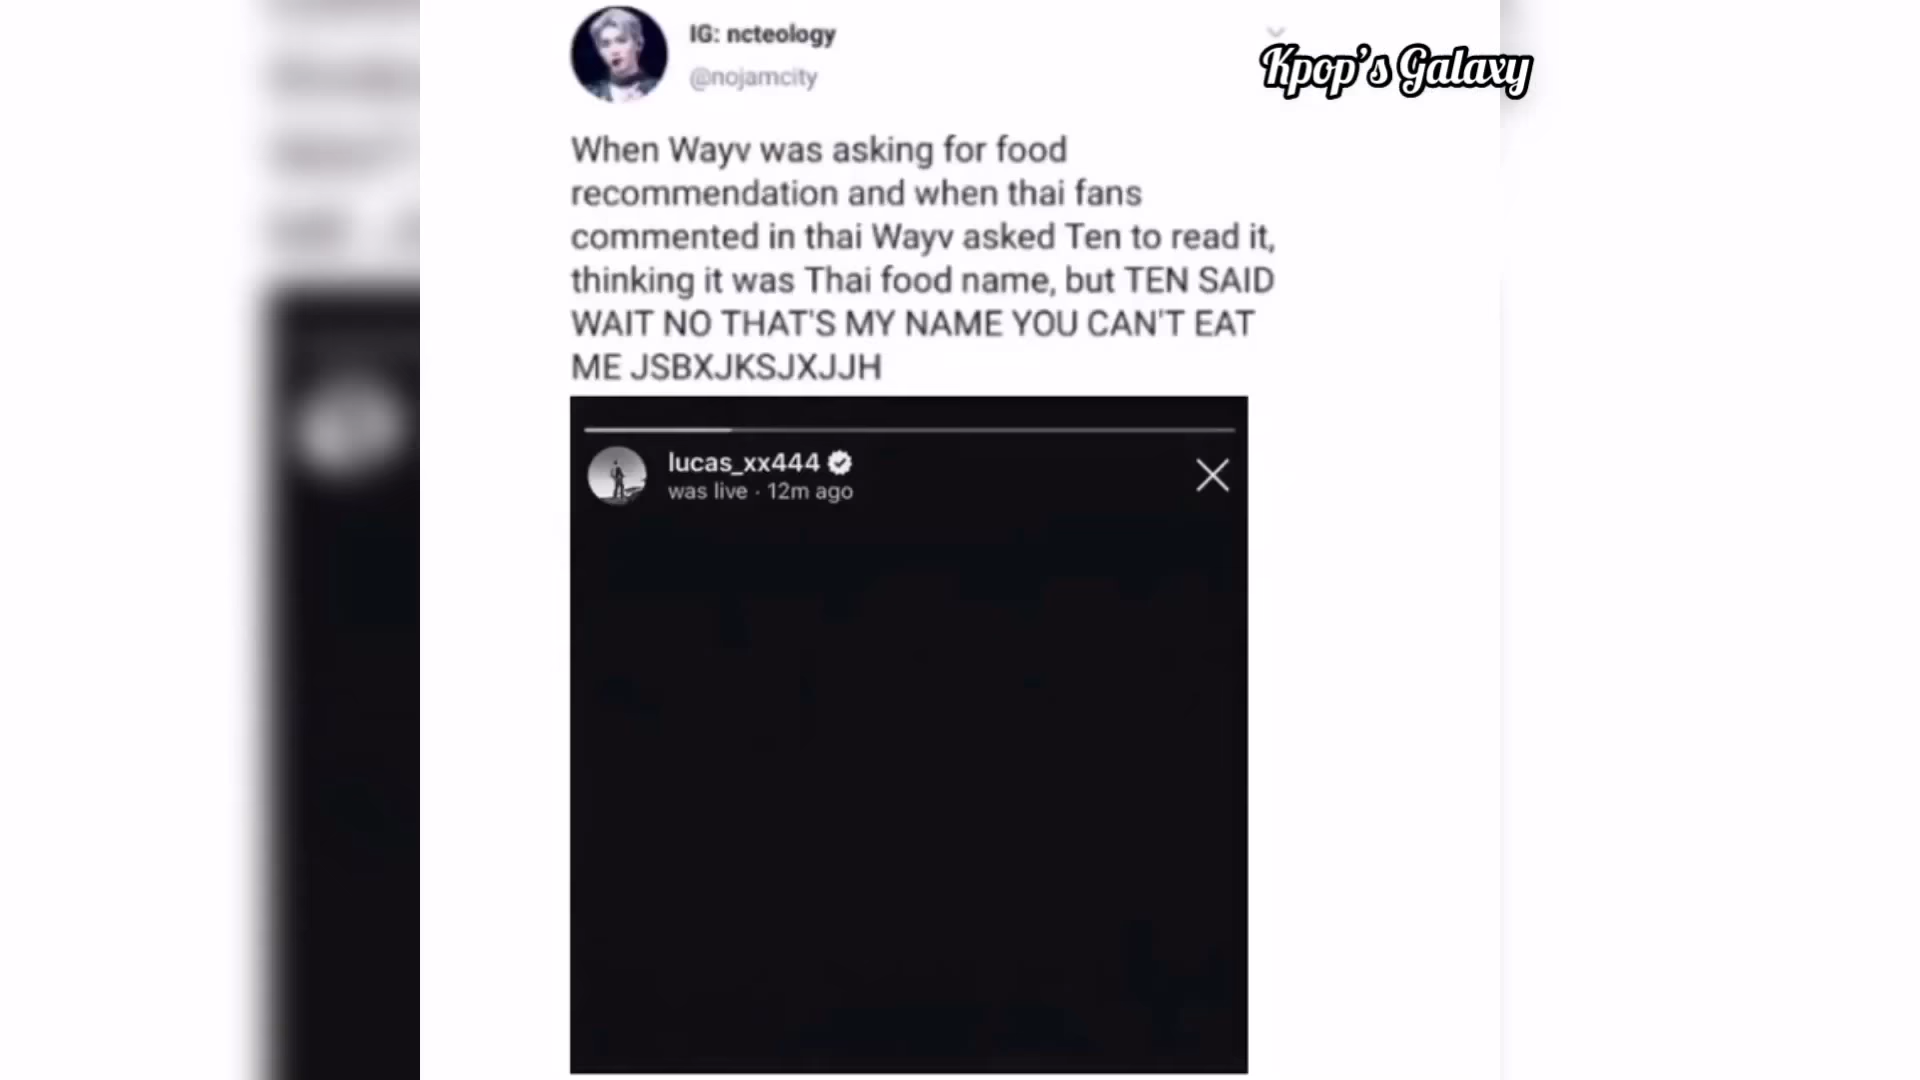 IG: ncteology
@nojamcity
Kpop's Galaxy
When Wayv was asking for food
recommendation and when thai fans
commented in thai Wayv asked Ten to read it,
thinking it was Thai food name, but TEN SAID
WAIT NO THAT'S MY NAME YOU CAN'T EAT
ME JSBXJKSJXJJH
lucas_xx444
was live · 12m ago